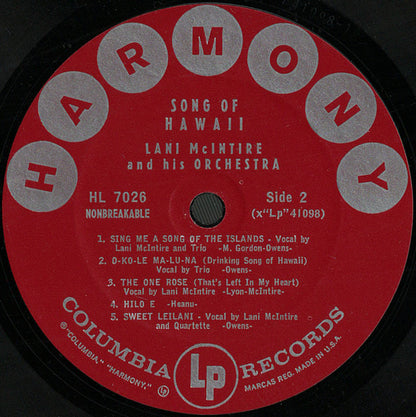 HARMONY
SONG OF
HAWAII
LANI McINTIRE
and his ORCHESTRA
HL 7026
NONBREAKABLE
Side 2
(x"Lp"41098)
1. SING ME A SONG OF THE ISLANDS - Vocal by
Lani McIntire and Trio -M. Gordon-Owens-
2. O-KO-LE MA-LU-NA (Drinking Song of Hawaii)
Vocal by Trio -Owens-
3. THE ONE ROSE (That's Left In My Heart)
Vocal by Lani McIntire -Lyon-McIntire-
4. HILO E -Heanu-
5. SWEET LEILANI - Vocal by Lani McIntire
and Quartette -Owens-
COLUMBIA Lp RECORDS
® "COLUMBIA," "HARMONY,"
MARCAS REG. MADE IN U.S.A.